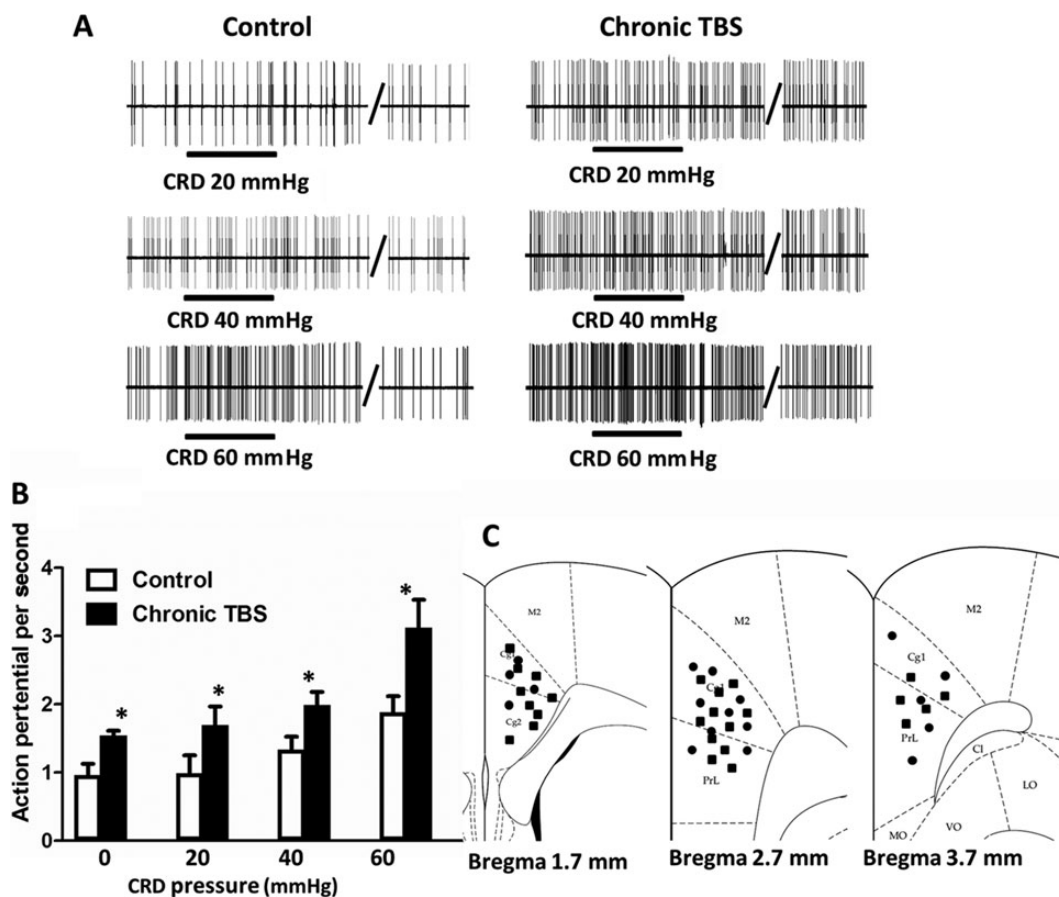 A
Control
Chronic TBS
CRD 20 mmHg
CRD 20 mmHg
CRD 40 mmHg
CRD 40 mmHg
CRD 60 mmHg
CRD 60 mmHg
B
Action pertential per second
4
3
2
1
0
Control
Chronic TBS
*
*
*
*
0
20
40
60
CRD pressure (mmHg)
C
M2
Cg1
Cg2
Bregma 1.7 mm
M2
Cg1
PrL
Bregma 2.7 mm
M2
Cg1
PrL
Cl
LO
VO
MO
Bregma 3.7 mm